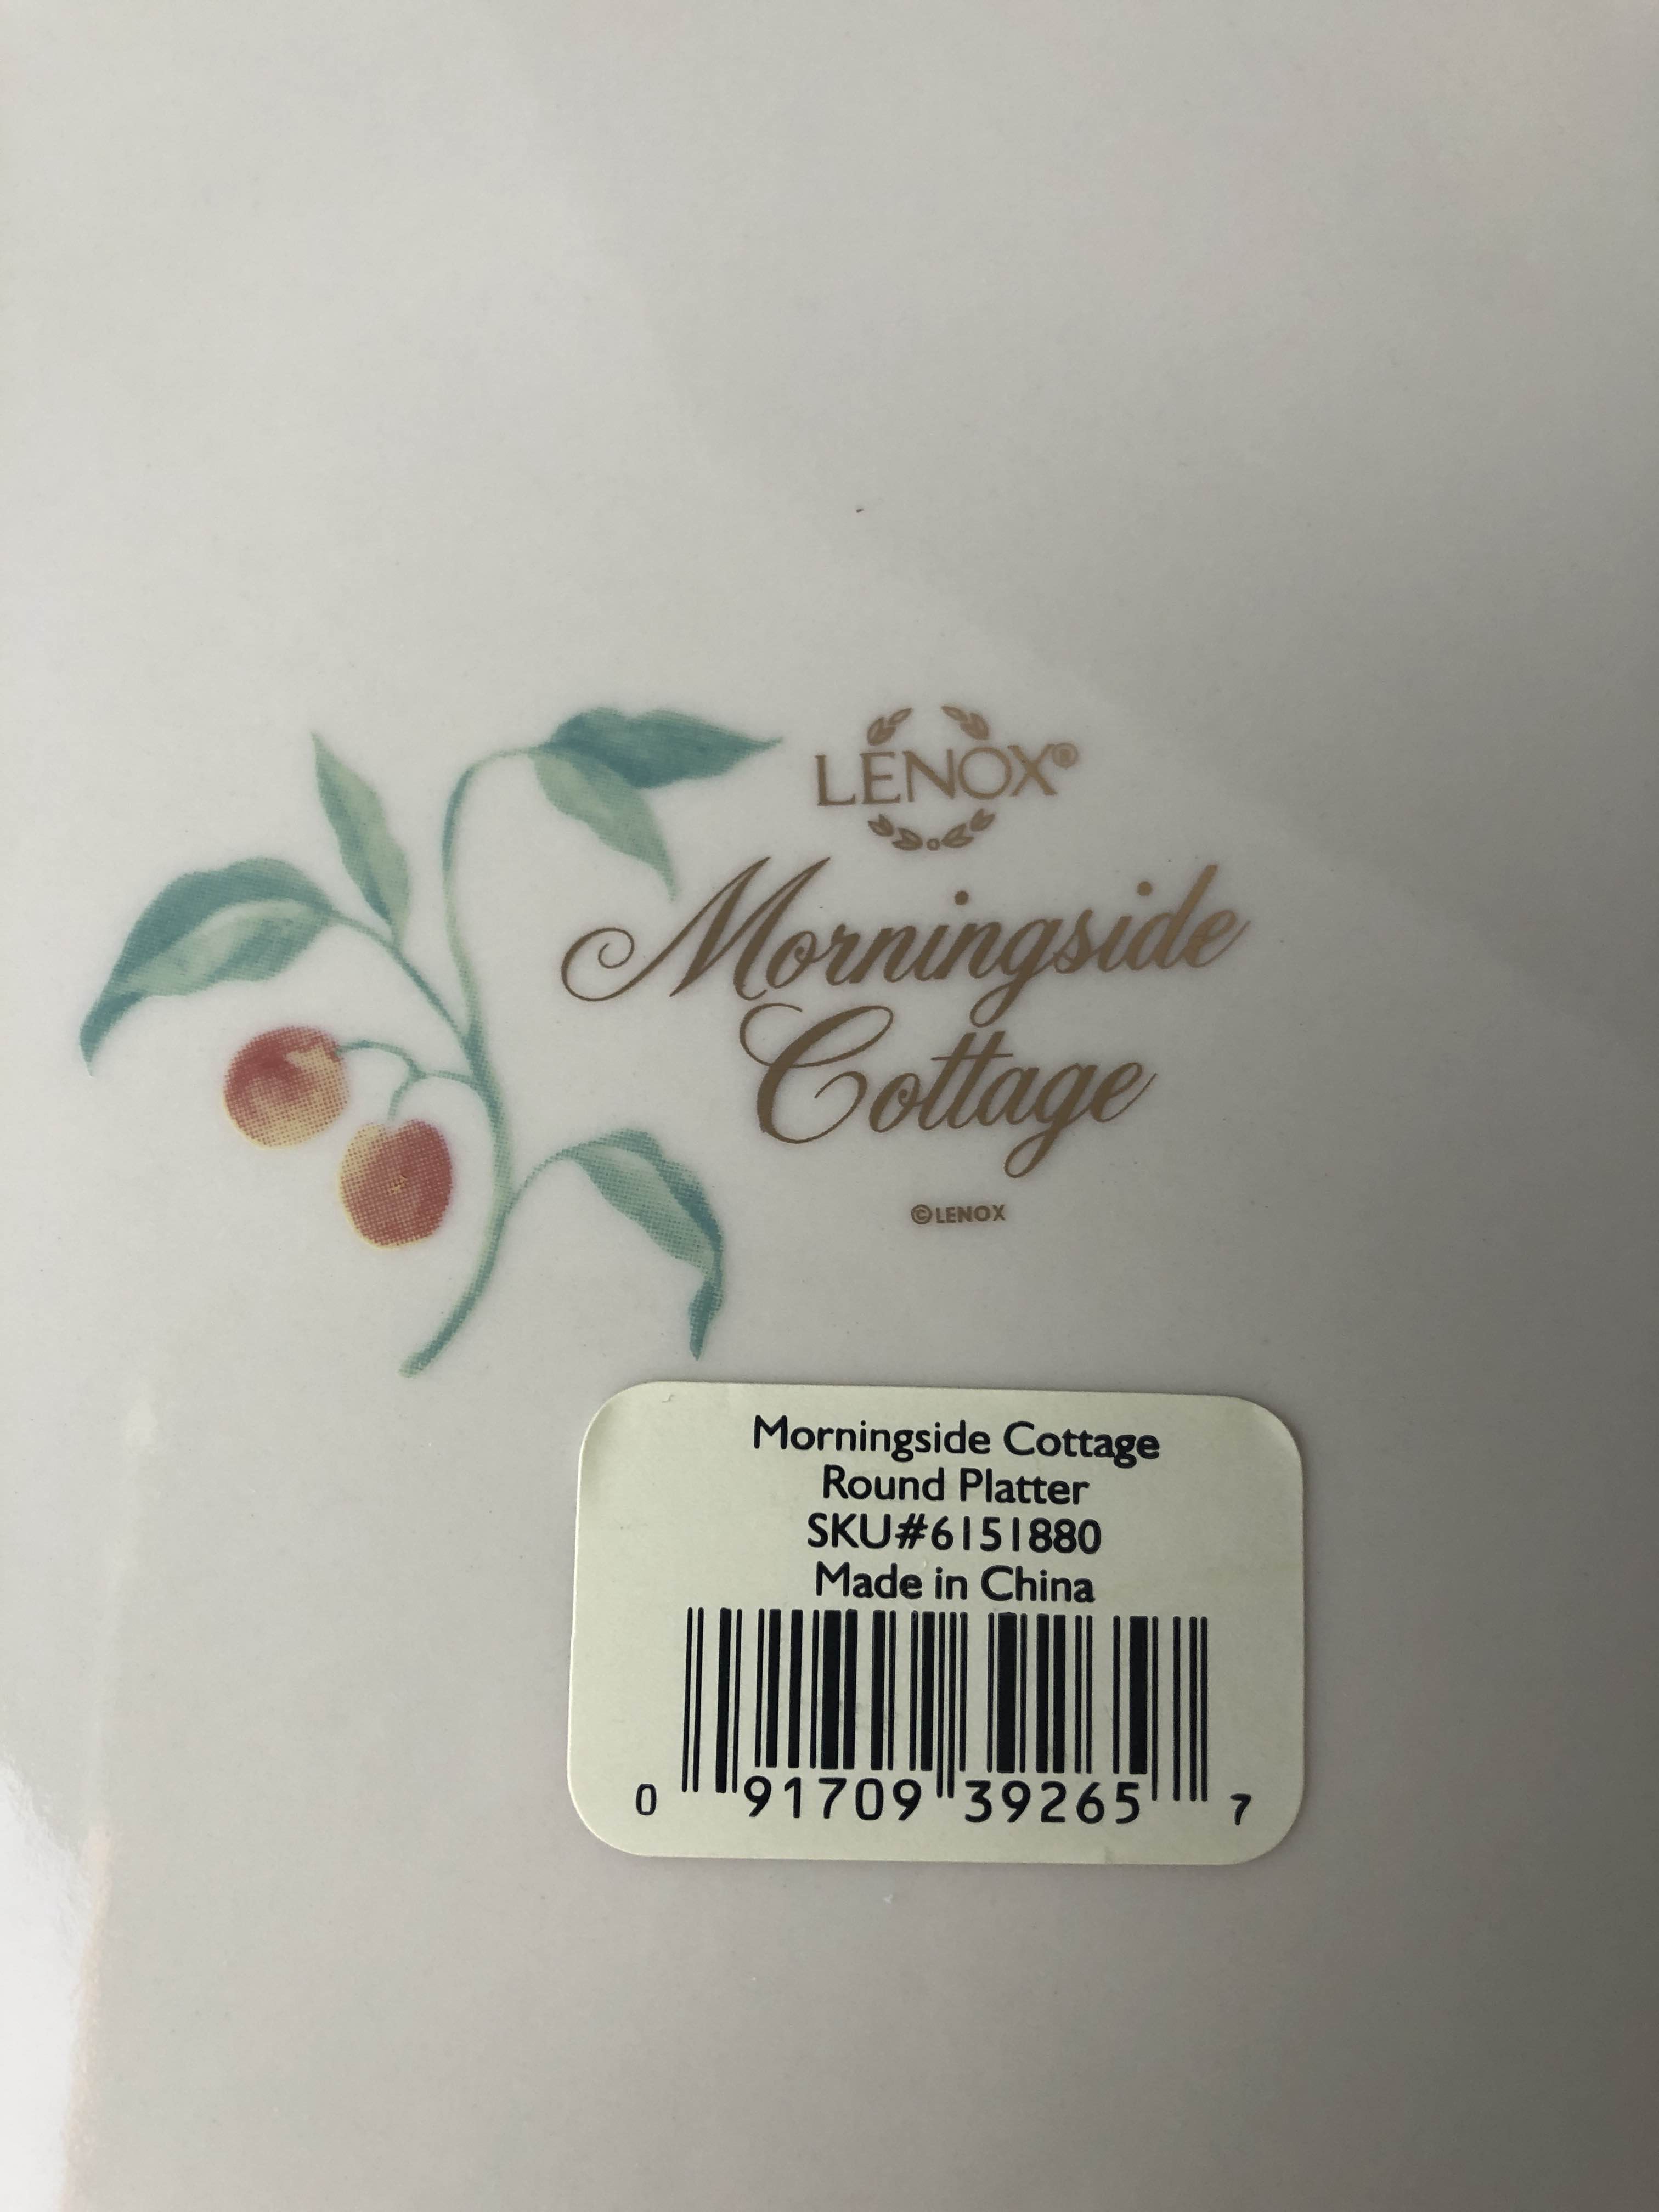 LENOX®
Morningside
Cottage
©LENOX
Morningside Cottage
Round Platter
SKU#6151880
Made in China
0 91709 39265 7